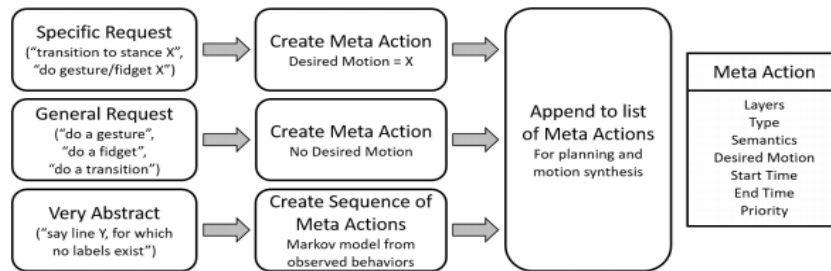 Specific Request
(“transition to stance X”,
“do gesture/fidget X”)
Create Meta Action
Desired Motion = X
General Request
(“do a gesture”,
“do a fidget”,
“do a transition”)
Create Meta Action
No Desired Motion
Very Abstract
(“say line Y, for which
no labels exist”)
Create Sequence of
Meta Actions
Markov model from
observed behaviors
Append to list
of Meta Actions
For planning and
motion synthesis
Meta Action
Layers
Type
Semantics
Desired Motion
Start Time
End Time
Priority